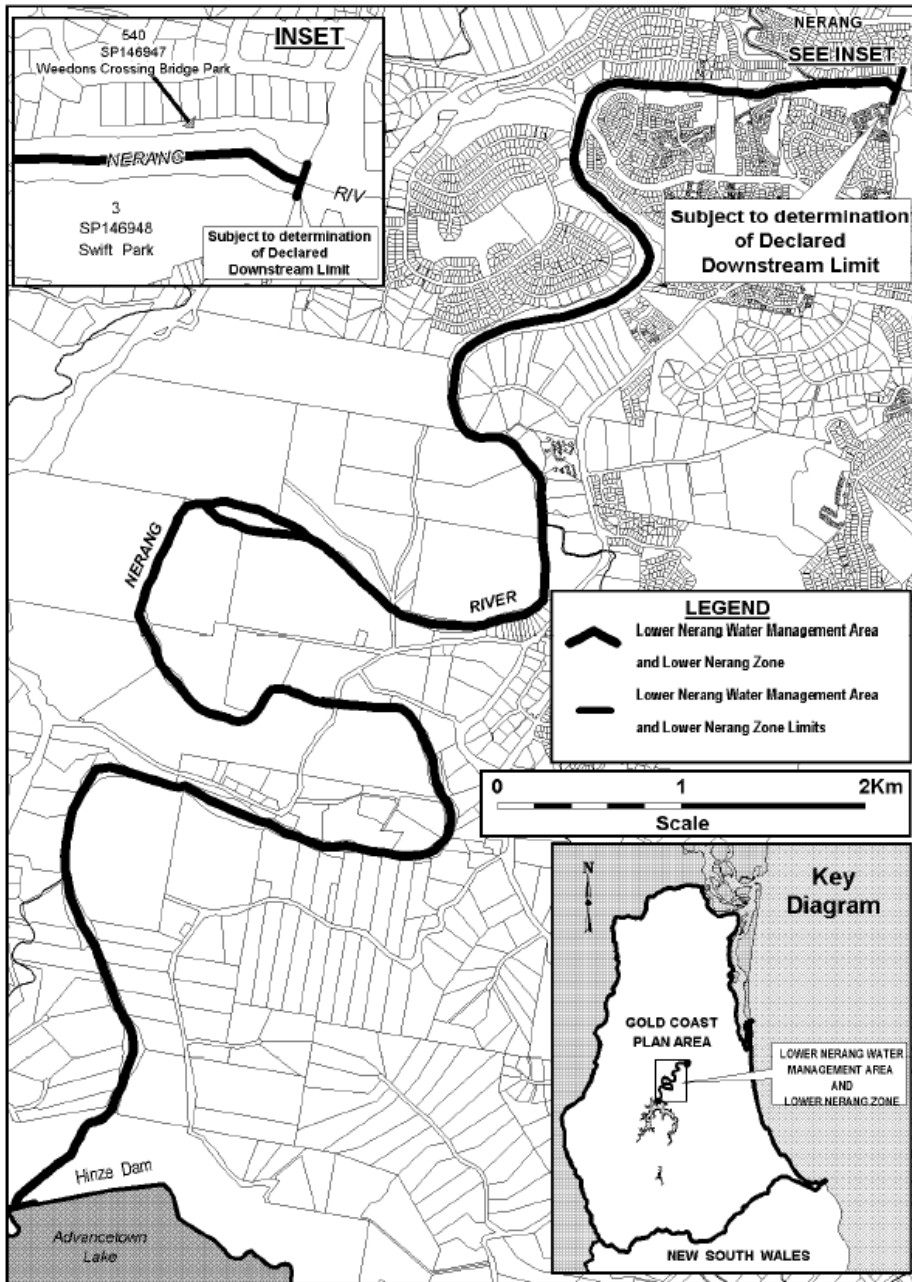 540
SP146947
Weedons Crossing Bridge Park
INSET
NERANG
RIV
3
SP146948
Swift Park
Subject to determination
of Declared
Downstream Limit
NERANG
SEE INSET
Subject to determination
of Declared
Downstream Limit
NERANG
RIVER
LEGEND
Lower Nerang Water Management Area
and Lower Nerang Zone
Lower Nerang Water Management Area
and Lower Nerang Zone Limits
0 1 2Km
Scale
N
Key
Diagram
GOLD COAST
PLAN AREA
LOWER NERANG WATER
MANAGEMENT AREA
AND
LOWER NERANG ZONE
NEW SOUTH WALES
Hinze Dam
Advancetown
Lake